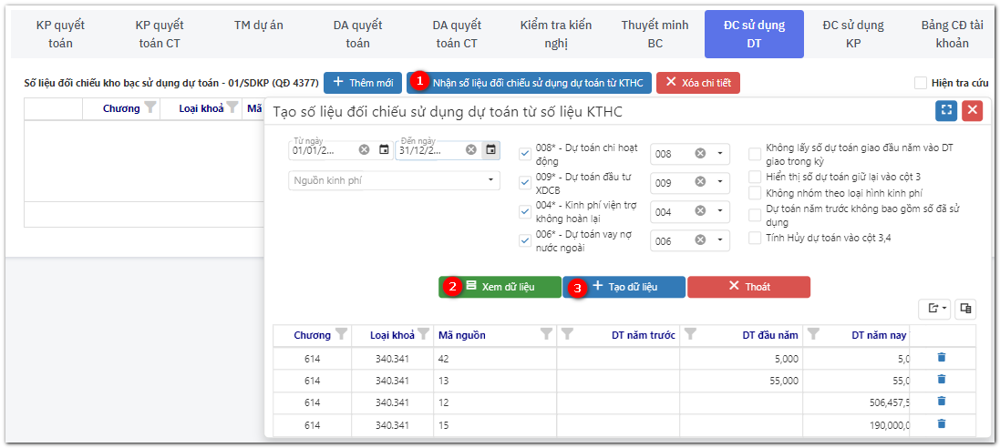 KP quyết toán
KP quyết toán CT
TM dự án
DA quyết toán
DA quyết toán CT
Kiểm tra kiến nghị
Thuyết minh BC
ĐC sử dụng DT
ĐC sử dụng KP
Bảng CĐ tài khoản
Số liệu đối chiếu kho bạc sử dụng dự toán - 01/SDKP (QĐ 4377)
Thêm mới
1 Nhận số liệu đối chiếu sử dụng dự toán từ KTHC
Xóa chi tiết
Hiện tra cứu
Chương Loại khoả Mã
Tạo số liệu đối chiếu sử dụng dự toán từ số liệu KTHC
Từ ngày
01/01/2...
Đến ngày
31/12/2...
Nguồn kinh phí
008* - Dự toán chi hoạt động
008
009* - Dự toán đầu tư XDCB
009
004* - Kinh phí viện trợ không hoàn lại
004
006* - Dự toán vay nợ nước ngoài
006
Không lấy số dự toán giao đầu năm vào DT giao trong kỳ
Hiển thị số dự toán giữ lại vào cột 3
Không nhóm theo loại hình kinh phí
Dự toán năm trước không bao gồm số đã sử dụng
Tính Hủy dự toán vào cột 3,4
2 Xem dữ liệu
3 Tạo dữ liệu
Thoát
Chương Loại khoả Mã nguồn DT năm trước DT đầu năm DT năm nay
614 340.341 42 5,000 5,0
614 340.341 13 55,000 55,0
614 340.341 12 506,457,5
614 340.341 15 190,000,0